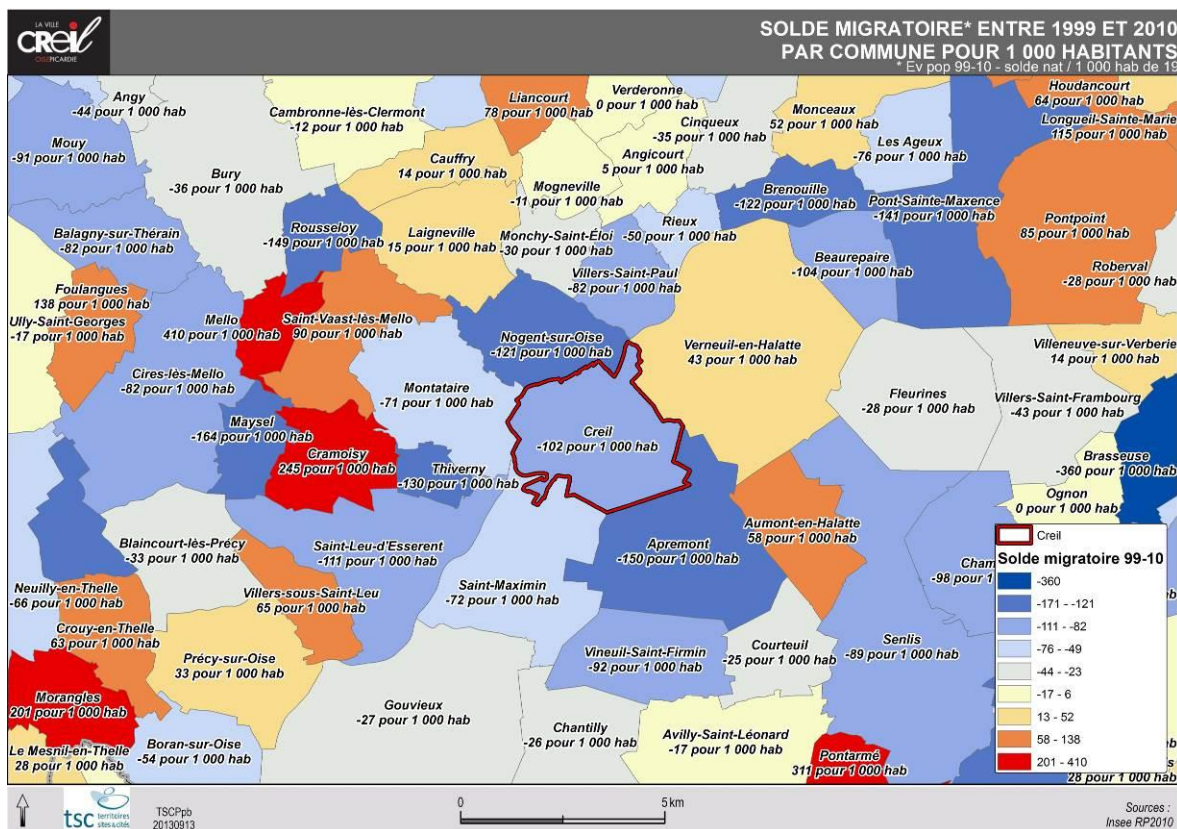 LA VILLE
CREIL
OISE PICARDIE
SOLDE MIGRATOIRE* ENTRE 1999 ET 2010
PAR COMMUNE POUR 1 000 HABITANTS
* Ev pop 99-10 - solde nat / 1 000 hab de 19
Angy
-44 pour 1 000 hab
Cambronne-lès-Clermont
-12 pour 1 000 hab
Liancourt
78 pour 1 000 hab
Verderonne
0 pour 1 000 hab
Cinqueux
-35 pour 1 000 hab
Monceaux
52 pour 1 000 hab
Houdancourt
64 pour 1 000 hab
Longueil-Sainte-Marie
115 pour 1 000 hab
Mouy
-91 pour 1 000 hab
Bury
-36 pour 1 000 hab
Cauffry
14 pour 1 000 hab
Angicourt
5 pour 1 000 hab
Les Ageux
-76 pour 1 000 hab
Mogneville
-11 pour 1 000 hab
Brenouille
-122 pour 1 000 hab
Pont-Sainte-Maxence
-141 pour 1 000 hab
Pontpoint
85 pour 1 000 hab
Balagny-sur-Thérain
-82 pour 1 000 hab
Rousseloy
-149 pour 1 000 hab
Laigneville
15 pour 1 000 hab
Monchy-Saint-Éloi
-30 pour 1 000 hab
Rieux
-50 pour 1 000 hab
Villers-Saint-Paul
-82 pour 1 000 hab
Beaurepaire
-104 pour 1 000 hab
Roberval
-28 pour 1 000 hab
Foulangues
138 pour 1 000 hab
Ully-Saint-Georges
-17 pour 1 000 hab
Mello
410 pour 1 000 hab
Saint-Vaast-lès-Mello
90 pour 1 000 hab
Nogent-sur-Oise
-121 pour 1 000 hab
Verneuil-en-Halatte
43 pour 1 000 hab
Villeneuve-sur-Verberie
14 pour 1 000 hab
Cires-lès-Mello
-82 pour 1 000 hab
Montataire
-71 pour 1 000 hab
Fleurines
-28 pour 1 000 hab
Villers-Saint-Frambourg
-43 pour 1 000 hab
Maysel
-164 pour 1 000 hab
Creil
-102 pour 1 000 hab
Cramoisy
245 pour 1 000 hab
Thiverny
-130 pour 1 000 hab
Brasseuse
-360 pour 1 000 hab
Ognon
0 pour 1 000 hab
Blaincourt-lès-Précy
-33 pour 1 000 hab
Saint-Leu-d'Esserent
-111 pour 1 000 hab
Apremont
-150 pour 1 000 hab
Aumont-en-Halatte
58 pour 1 000 hab
Cham
-98 pour 1 0
Neuilly-en-Thelle
-66 pour 1 000 hab
Villers-sous-Saint-Leu
65 pour 1 000 hab
Saint-Maximin
-72 pour 1 000 hab
Crouy-en-Thelle
63 pour 1 000 hab
Précy-sur-Oise
33 pour 1 000 hab
Vineuil-Saint-Firmin
-92 pour 1 000 hab
Courteuil
-25 pour 1 000 hab
Senlis
-89 pour 1 000 hab
Morangles
201 pour 1 000 hab
Gouvieux
-27 pour 1 000 hab
Chantilly
-26 pour 1 000 hab
Avilly-Saint-Léonard
-17 pour 1 000 hab
Le Mesnil-en-Thelle
28 pour 1 000 hab
Boran-sur-Oise
-54 pour 1 000 hab
Pontarmé
311 pour 1 000 hab
28 pour 1 000 hab
Creil
Solde migratoire 99-10
-360
-171 - -121
-111 - -82
-76 - -49
-44 - -23
-17 - 6
13 - 52
58 - 138
201 - 410
tsc territoires sites & cités
TSCPpb
20130913
0 5 km
Sources :
Insee RP2010